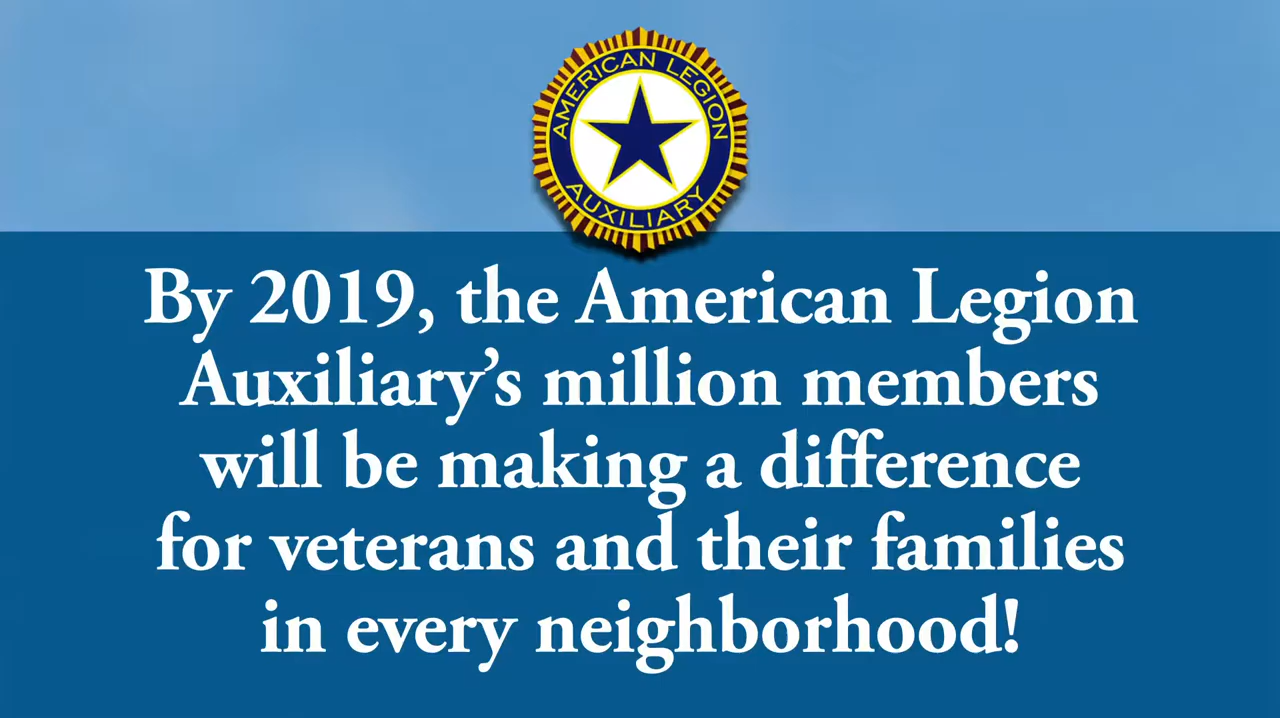 AMERICAN LEGION
AUXILIARY
By 2019, the American Legion
Auxiliary’s million members
will be making a difference
for veterans and their families
in every neighborhood!